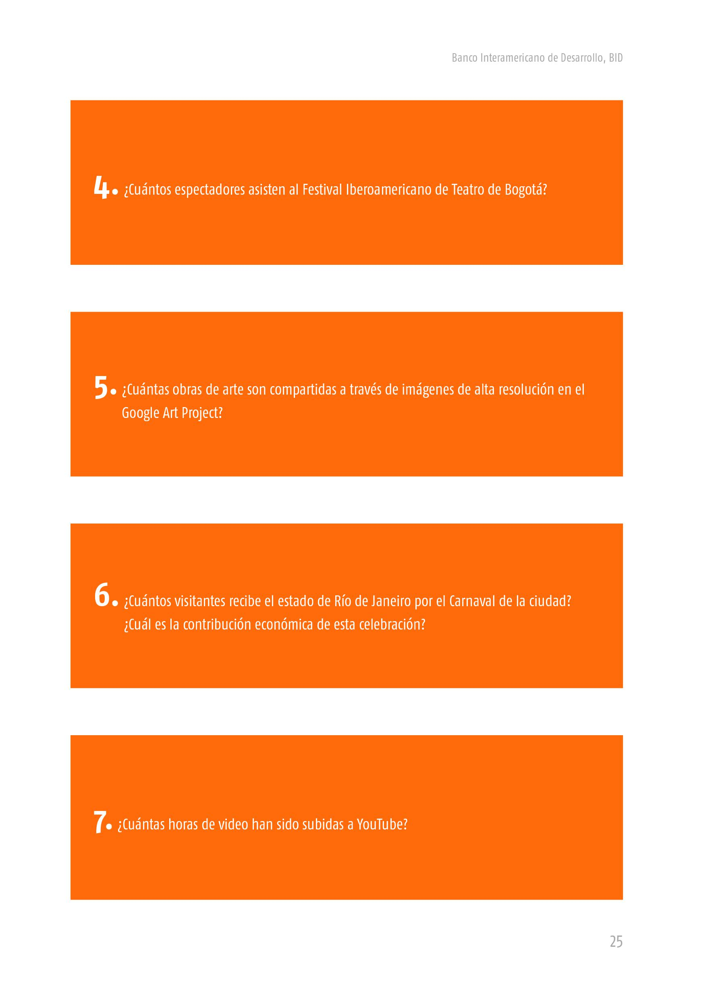 Banco Interamericano de Desarrollo, BID
4. ¿Cuántos espectadores asisten al Festival Iberoamericano de Teatro de Bogotá?
5. ¿Cuántas obras de arte son compartidas a través de imágenes de alta resolución en el
Google Art Project?
6. ¿Cuántos visitantes recibe el estado de Río de Janeiro por el Carnaval de la ciudad?
¿Cuál es la contribución económica de esta celebración?
7. ¿Cuántas horas de video han sido subidas a YouTube?
25